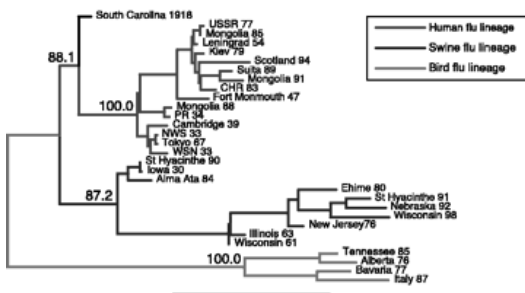 South Carolina 1918
USSR 77
Mongolia 85
Leningrad 54
Kiev 79
Scotland 94
Suita 89
Mongolia 91
CHR 83
Fort Monmouth 47
Mongolia 88
PR 34
Cambridge 39
NWS 33
Tokyo 67
WSN 33
St Hyacinthe 90
Iowa 30
Alma Ata 84
Ehime 80
St Hyacinthe 91
Nebraska 92
Wisconsin 98
New Jersey76
Illinois 63
Wisconsin 61
Tennessee 85
Alberta 76
Bavaria 77
Italy 87
88.1
100.0
87.2
100.0
Human flu lineage
Swine flu lineage
Bird flu lineage